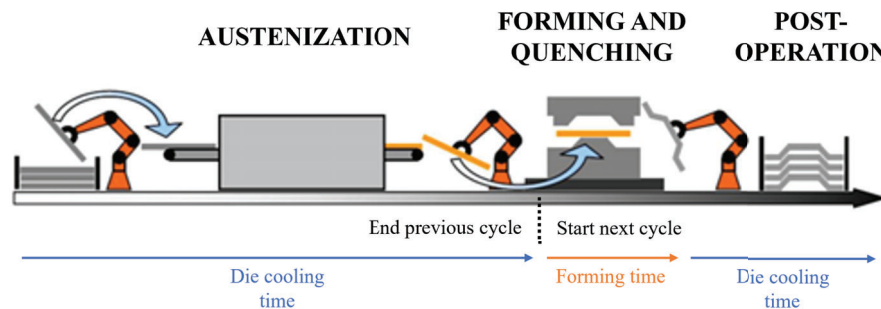 AUSTENIZATION
FORMING AND
QUENCHING
POST-
OPERATION
End previous cycle
Start next cycle
Die cooling
time
Forming time
Die cooling
time